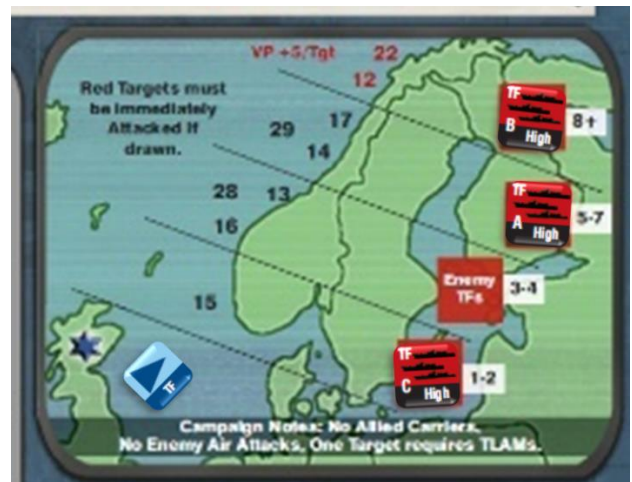 VP +5/Tgt 22
12
Red Targets must
be immediately
Attacked if
drawn.
29
17
14
28
13
16
15
TF
B
High
8+
TF
A
High
5-7
Enemy
TFs
3-4
TF
C
High
1-2
TF
Campaign Notes: No Allied Carriers,
No Enemy Air Attacks, One Target requires TLAMs.